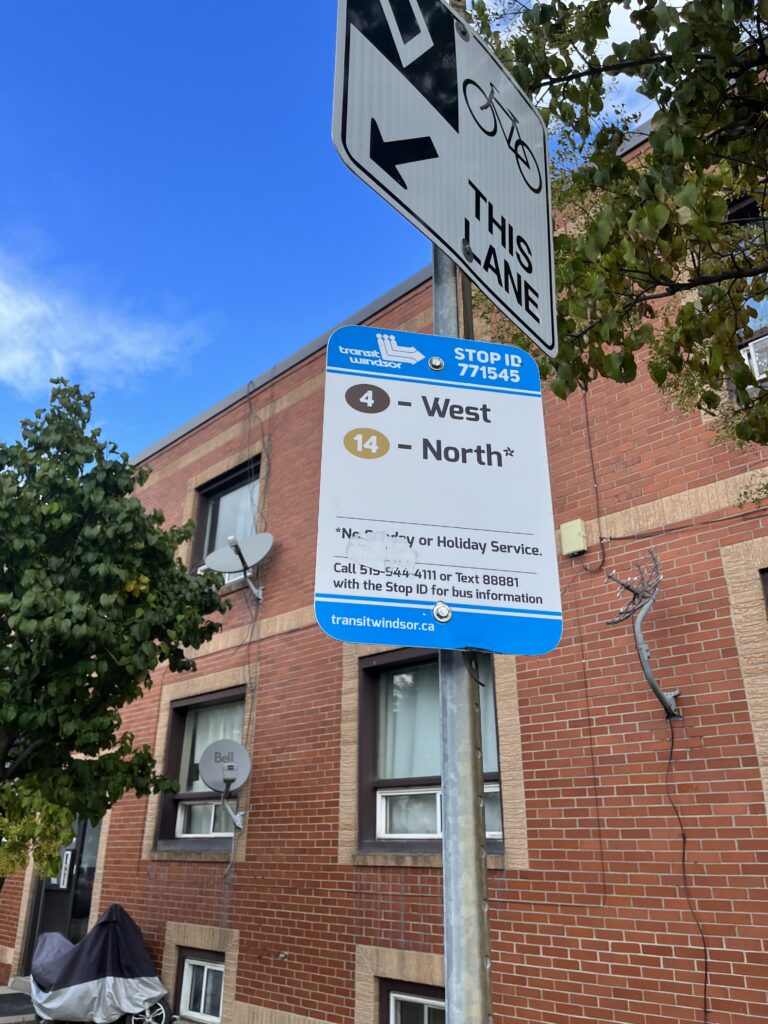 THIS
LANE
transit
windsor
STOP ID
771545
4 - West
14 - North*
*No Sunday or Holiday Service.
Call 519-944-4111 or Text 88881
with the Stop ID for bus information
transitwindsor.ca
Bell